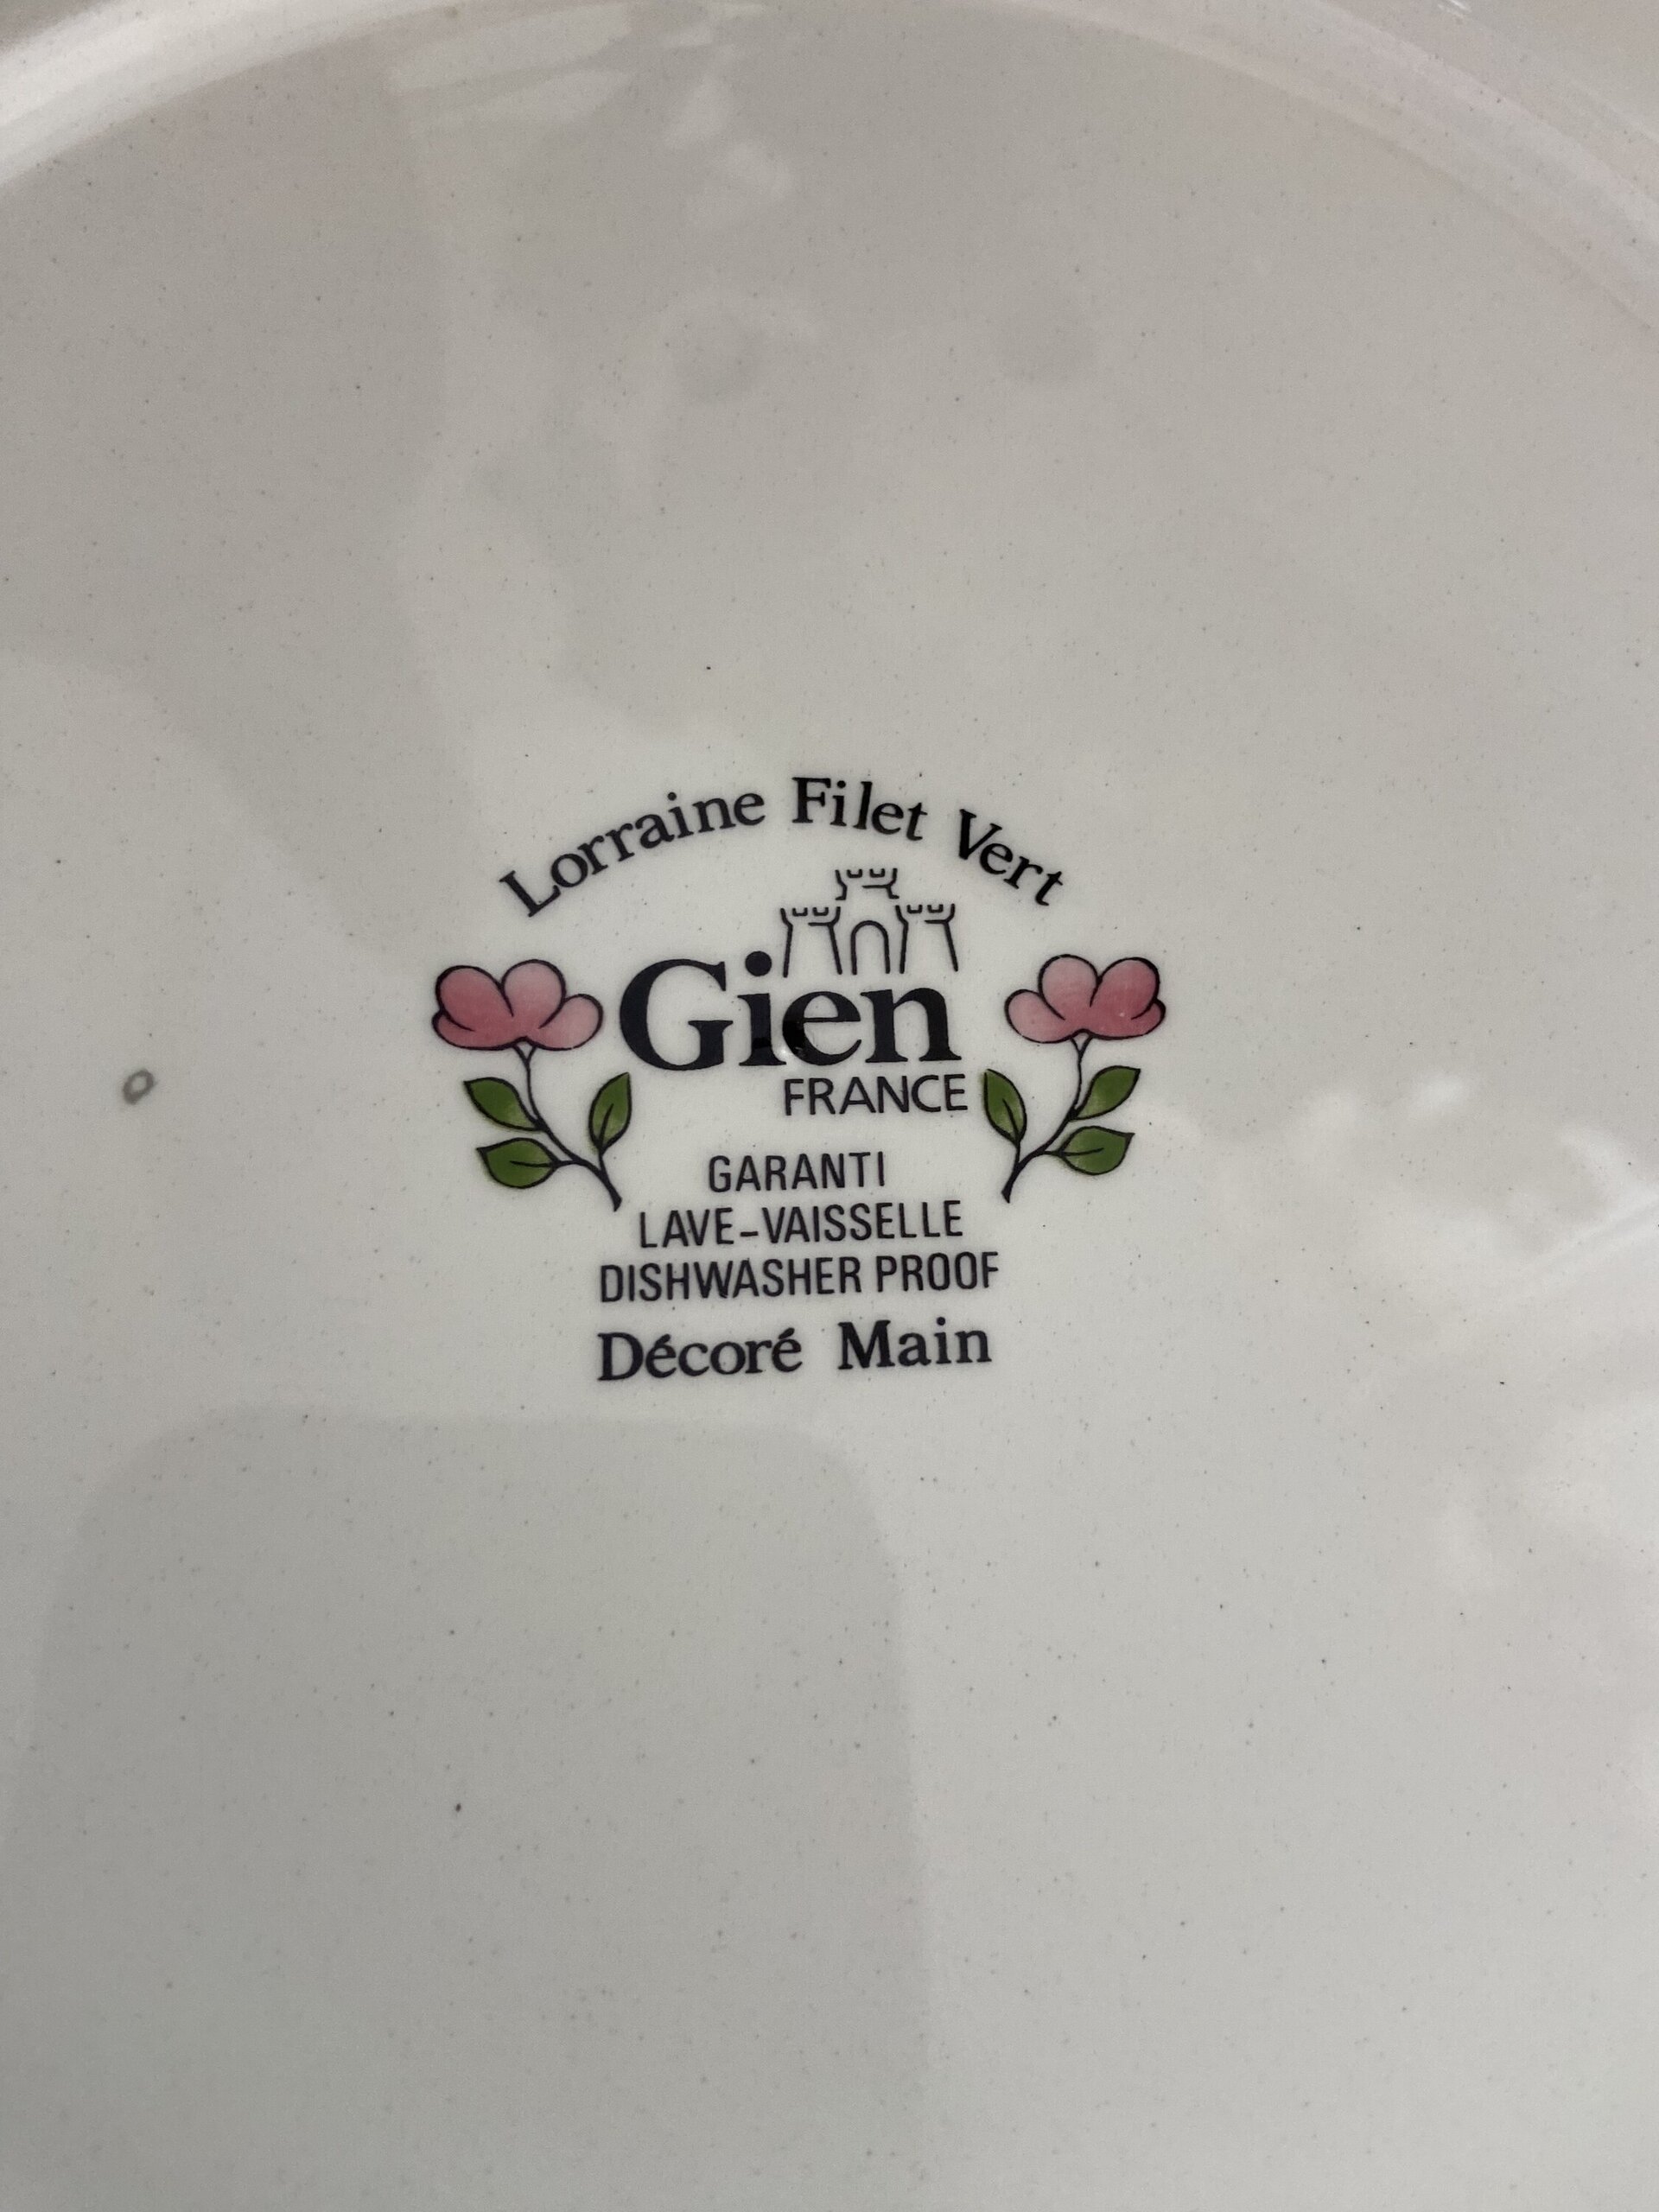 Lorraine Filet Vert
Gien
FRANCE
GARANTI
LAVE-VAISSELLE
DISHWASHER PROOF
Décoré Main